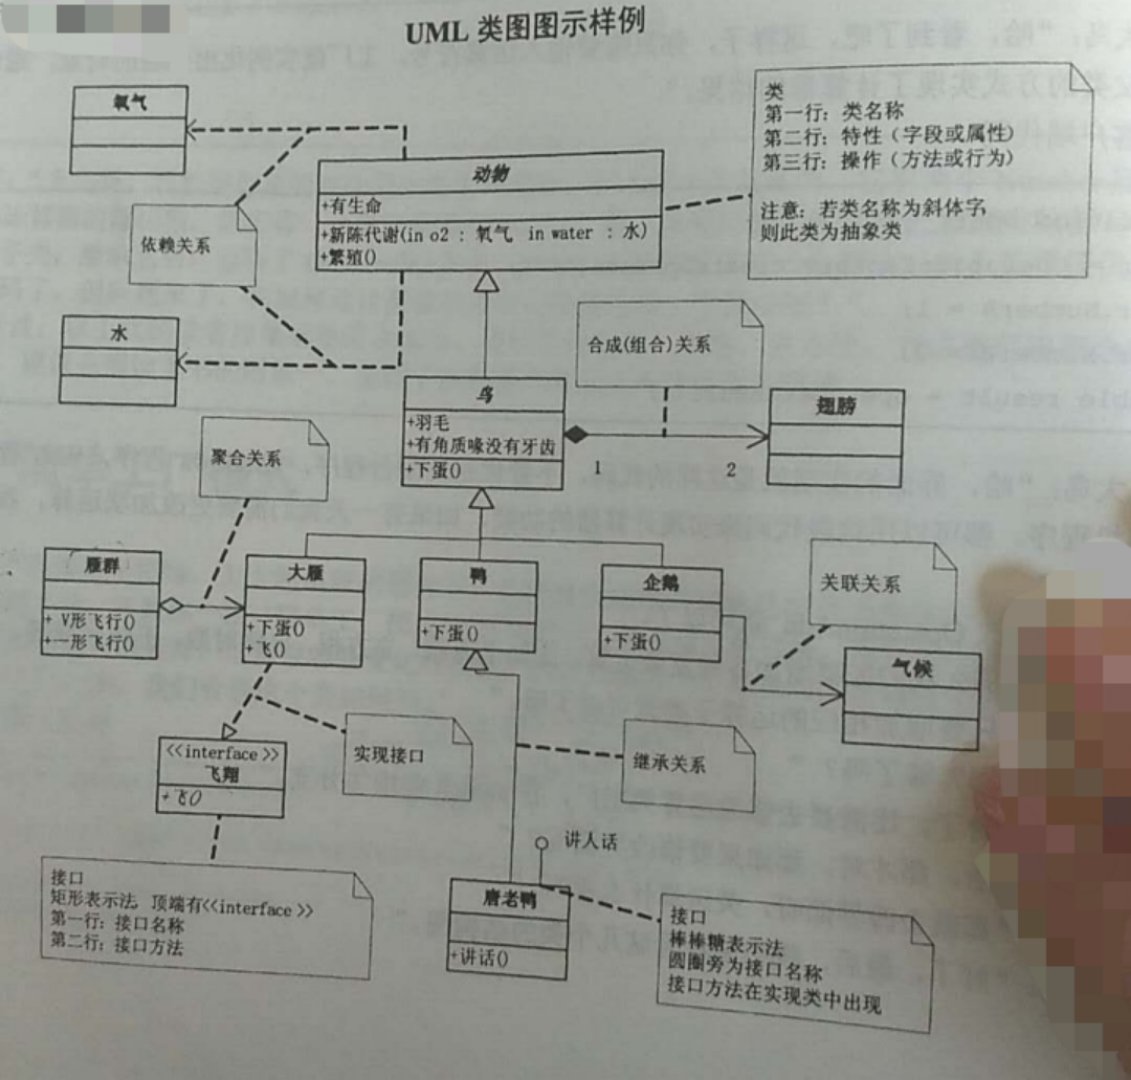 UML 类图图示样例
氧气
类
第一行：类名称
第二行：特性（字段或属性）
第三行：操作（方法或行为）
注意：若类名称为斜体字，
则此类为抽象类
动物
+有生命
+新陈代谢(in o2 : 氧气, in water : 水)
+繁殖()
依赖关系
水
合成(组合)关系
鸟
+羽毛
+有角质喙没有牙齿
+下蛋()
翅膀
1
2
聚合关系
雁群
+ V形飞行()
+一形飞行()
大雁
+下蛋()
+飞()
鸭
+下蛋()
企鹅
+下蛋()
关联关系
气候
<<interface>>
飞翔
+飞()
实现接口
继承关系
讲人话
接口
矩形表示法，顶端有<<interface>>
第一行：接口名称
第二行：接口方法
唐老鸭
+讲话()
接口
棒棒糖表示法
圆圈旁为接口名称
接口方法在实现类中出现